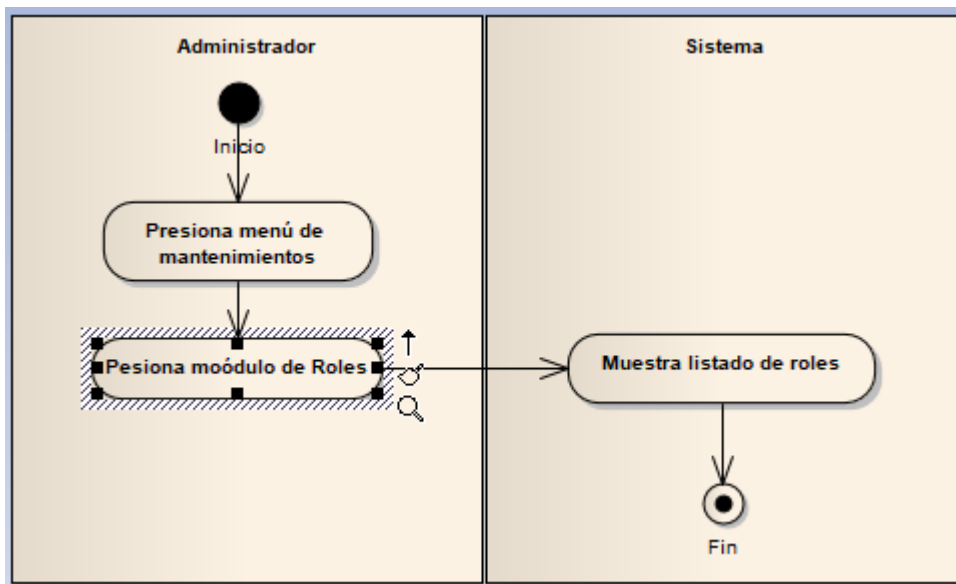 Administrador
Inicio
Presiona menú de
mantenimientos
Pesiona moódulo de Roles
Sistema
Muestra listado de roles
Fin